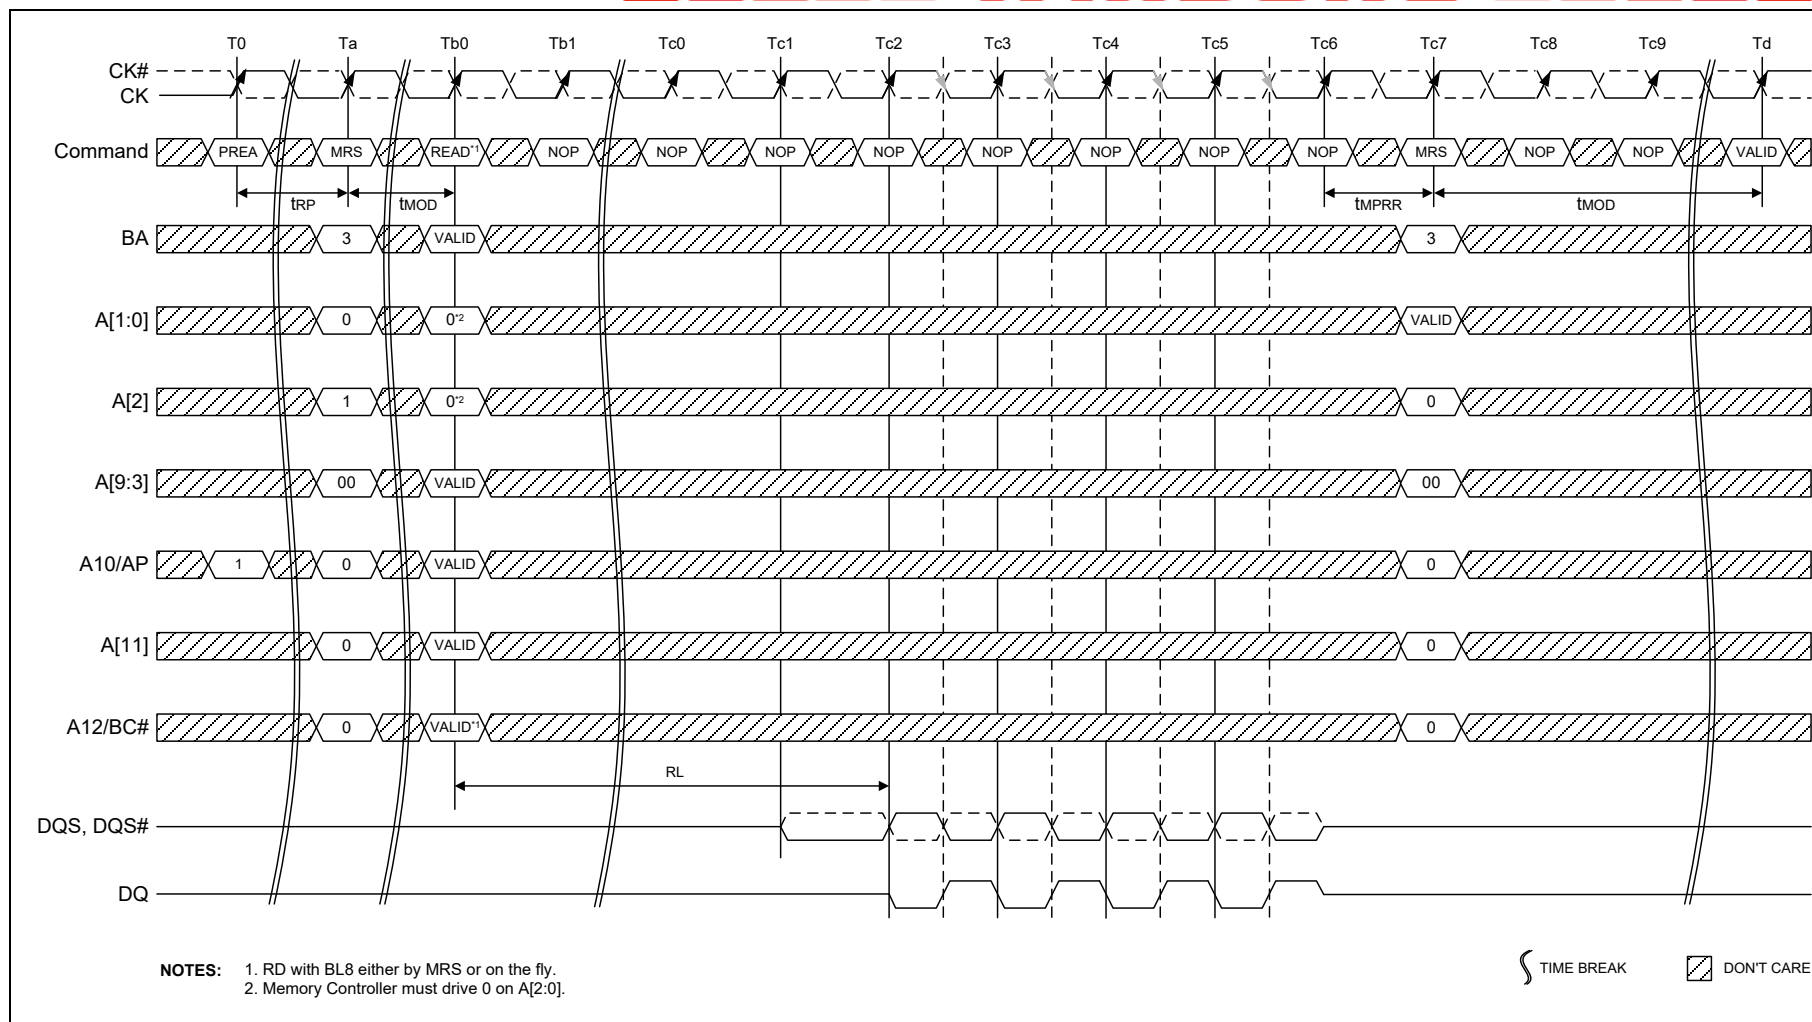 T0 Ta Tb0 Tb1 Tc0 Tc1 Tc2 Tc3 Tc4 Tc5 Tc6 Tc7 Tc8 Tc9 Td
CK#
CK
Command PREA MRS READ*1 NOP NOP NOP NOP NOP NOP NOP NOP MRS NOP NOP VALID
tRP tMOD tMPRR tMOD
BA 3 VALID 3
A[1:0] 0 0*2 VALID
A[2] 1 0*2 0
A[9:3] 00 VALID 00
A10/AP 1 0 VALID 0
A[11] 0 VALID 0
A12/BC# 0 VALID*1 0
RL
DQS, DQS#
DQ
NOTES: 1. RD with BL8 either by MRS or on the fly.
2. Memory Controller must drive 0 on A[2:0].
TIME BREAK DON'T CARE